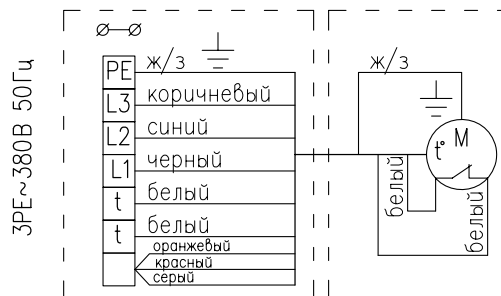 3PE~380В 50Гц
PE ж/з
L3 коричневый
L2 синий
L1 черный
t белый
t белый
оранжевый
красный
серый
ж/з
t° М
белый
белый